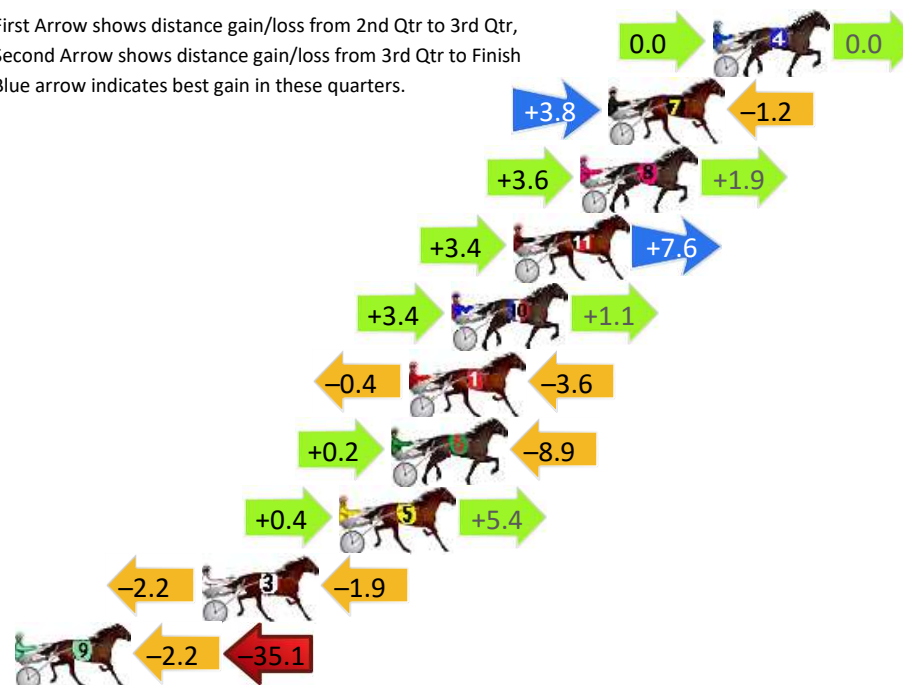 First Arrow shows distance gain/loss from 2nd Qtr to 3rd Qtr,
Second Arrow shows distance gain/loss from 3rd Qtr to Finish
Blue arrow indicates best gain in these quarters.
0.0 4 0.0
+3.8 7 −1.2
+3.6 8 +1.9
+3.4 11 +7.6
+3.4 10 +1.1
−0.4 1 −3.6
+0.2 6 −8.9
+0.4 5 +5.4
−2.2 3 −1.9
9 −2.2 −35.1